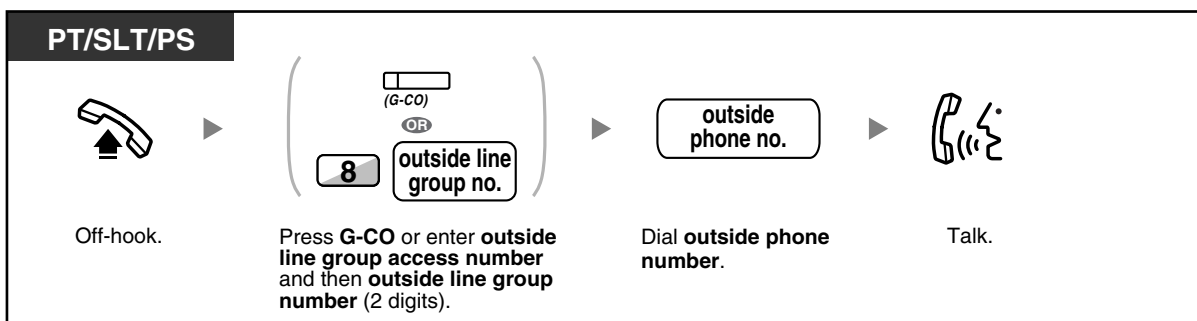 PT/SLT/PS
(G-CO)
OR
8
outside line
group no.
outside
phone no.
Off-hook.
Press G-CO or enter outside
line group access number
and then outside line group
number (2 digits).
Dial outside phone
number.
Talk.